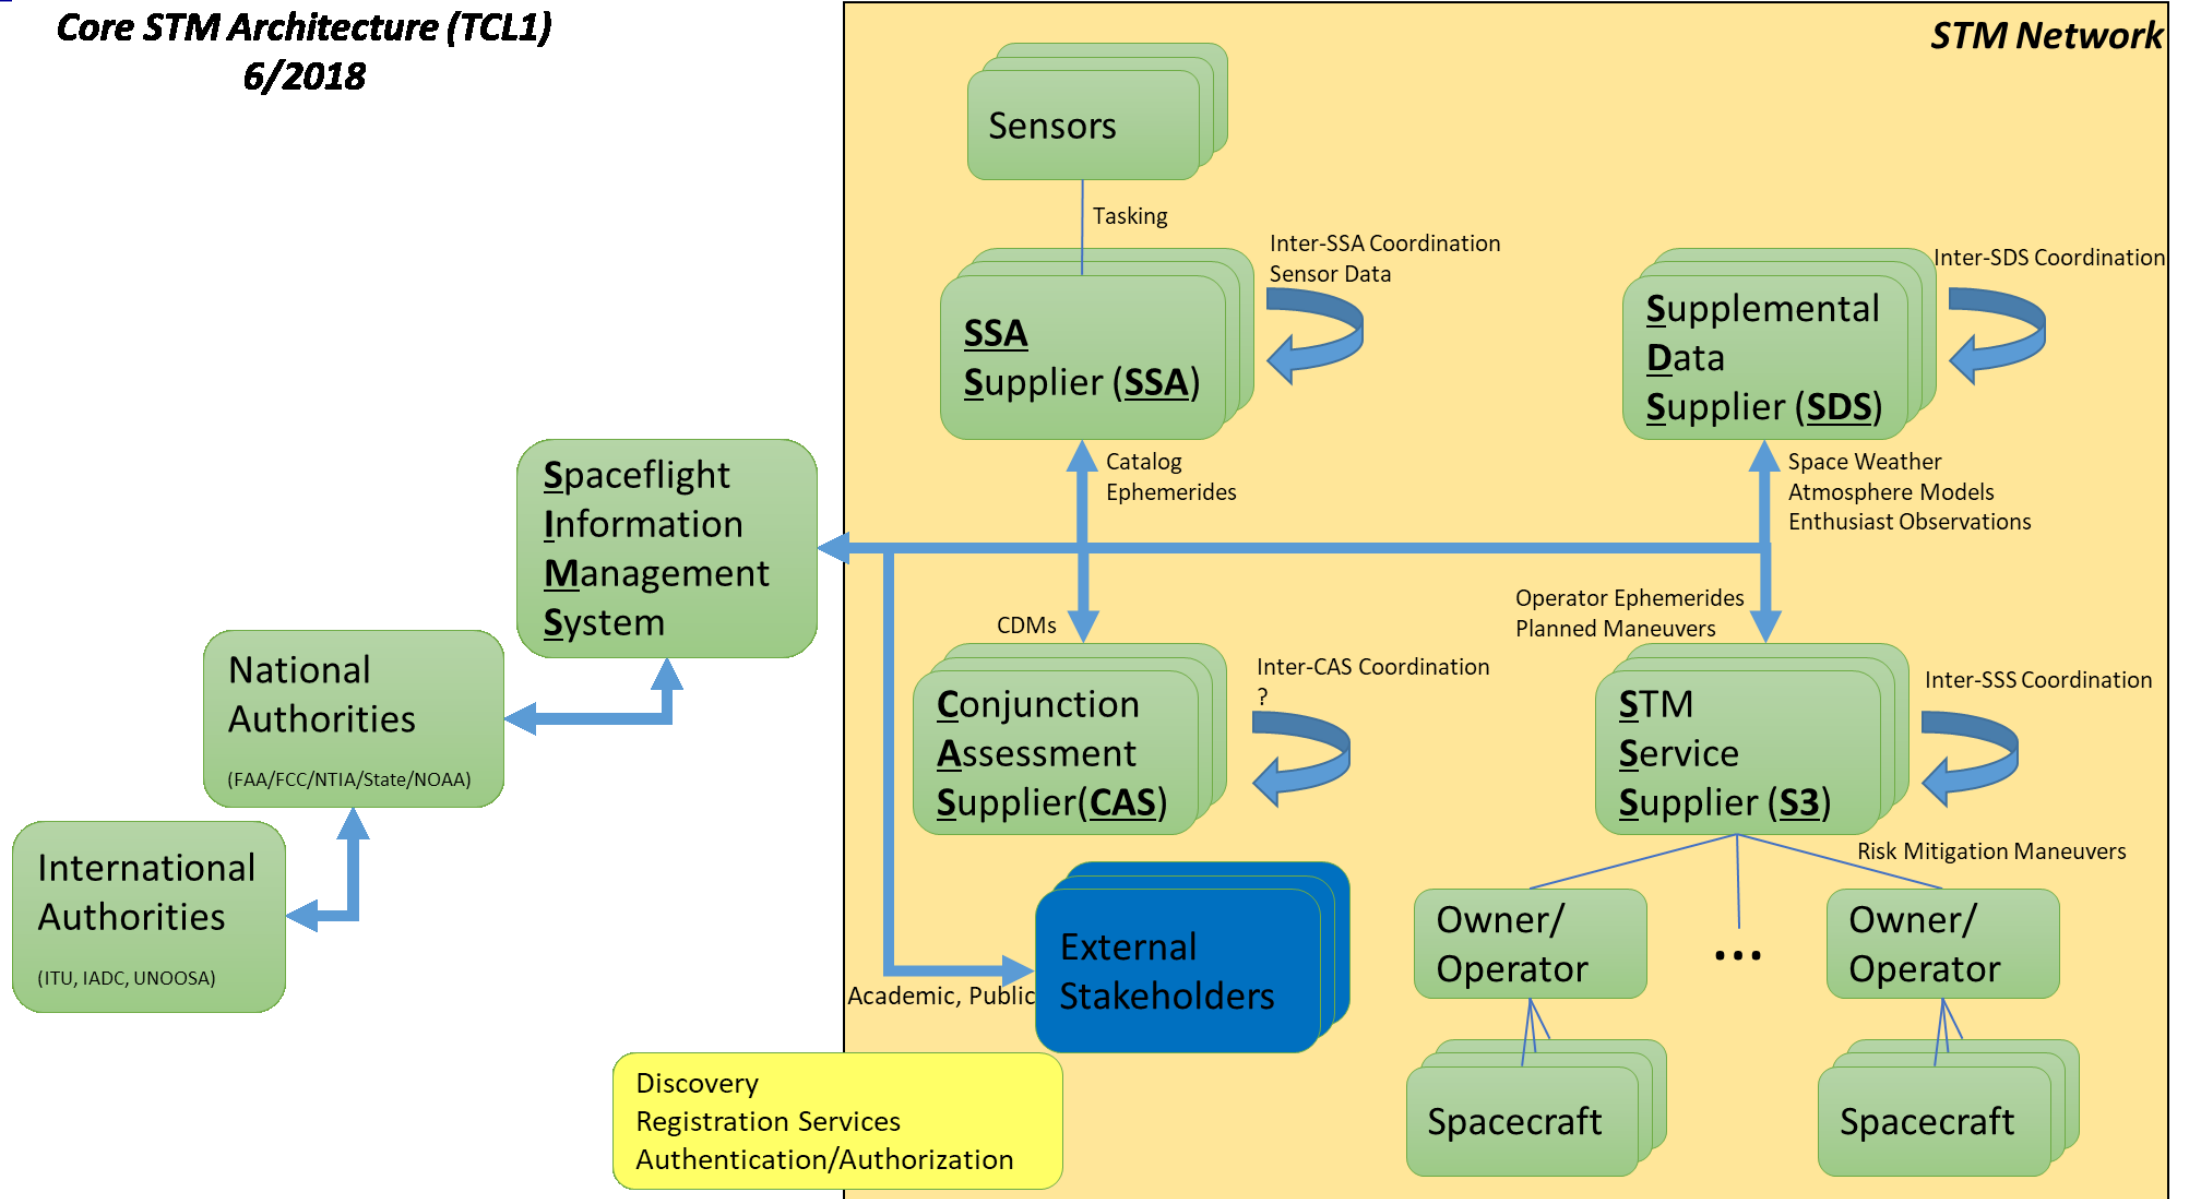 Core STM Architecture (TCL1)
6/2018
STM Network
Sensors
Tasking
Inter-SSA Coordination
Sensor Data
SSA
Supplier (SSA)
Inter-SDS Coordination
Supplemental
Data
Supplier (SDS)
Catalog
Ephemerides
Space Weather
Atmosphere Models
Enthusiast Observations
Spaceflight
Information
Management
System
National
Authorities
(FAA/FCC/NTIA/State/NOAA)
International
Authorities
(ITU, IADC, UNOOSA)
CDMs
Operator Ephemerides
Planned Maneuvers
Conjunction
Assessment
Supplier(CAS)
Inter-CAS Coordination
?
STM
Service
Supplier (S3)
Inter-SSS Coordination
Risk Mitigation Maneuvers
External
Stakeholders
Academic, Public
Owner/
Operator
...
Owner/
Operator
Spacecraft
Spacecraft
Discovery
Registration Services
Authentication/Authorization